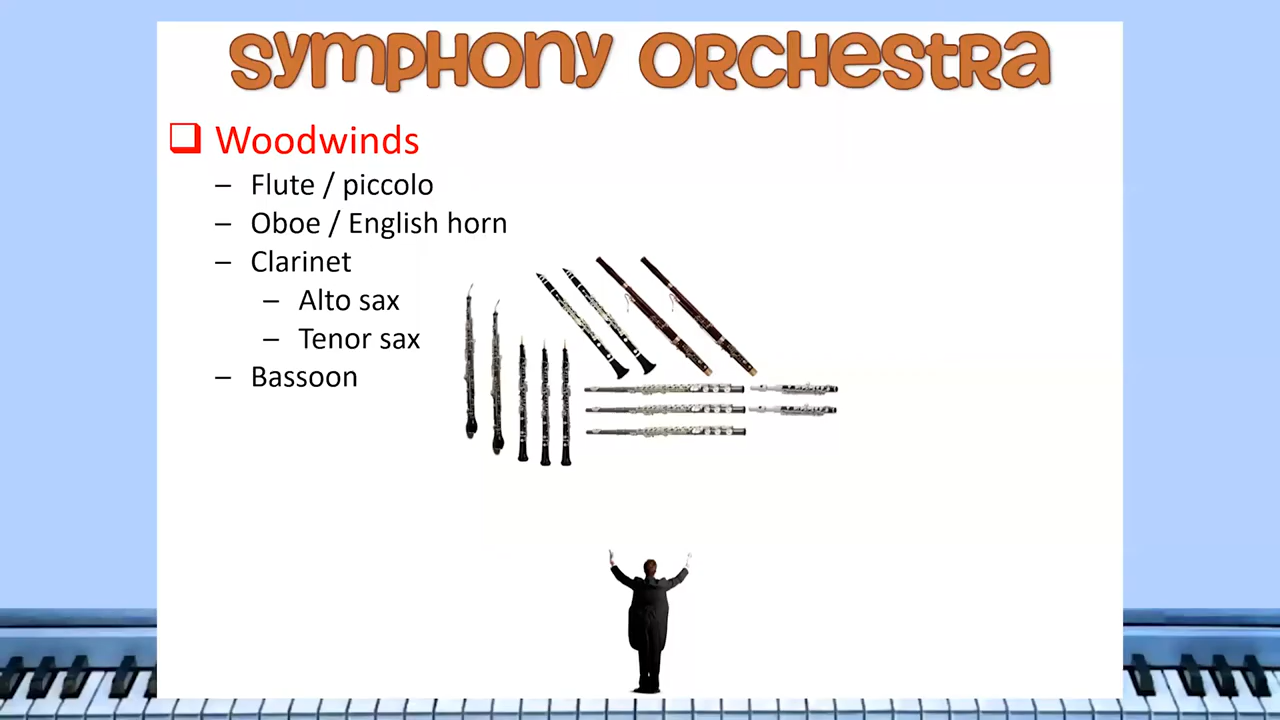 SYMPHONY ORCHESTRA
❑ Woodwinds
– Flute / piccolo
– Oboe / English horn
– Clarinet
– Alto sax
– Tenor sax
– Bassoon